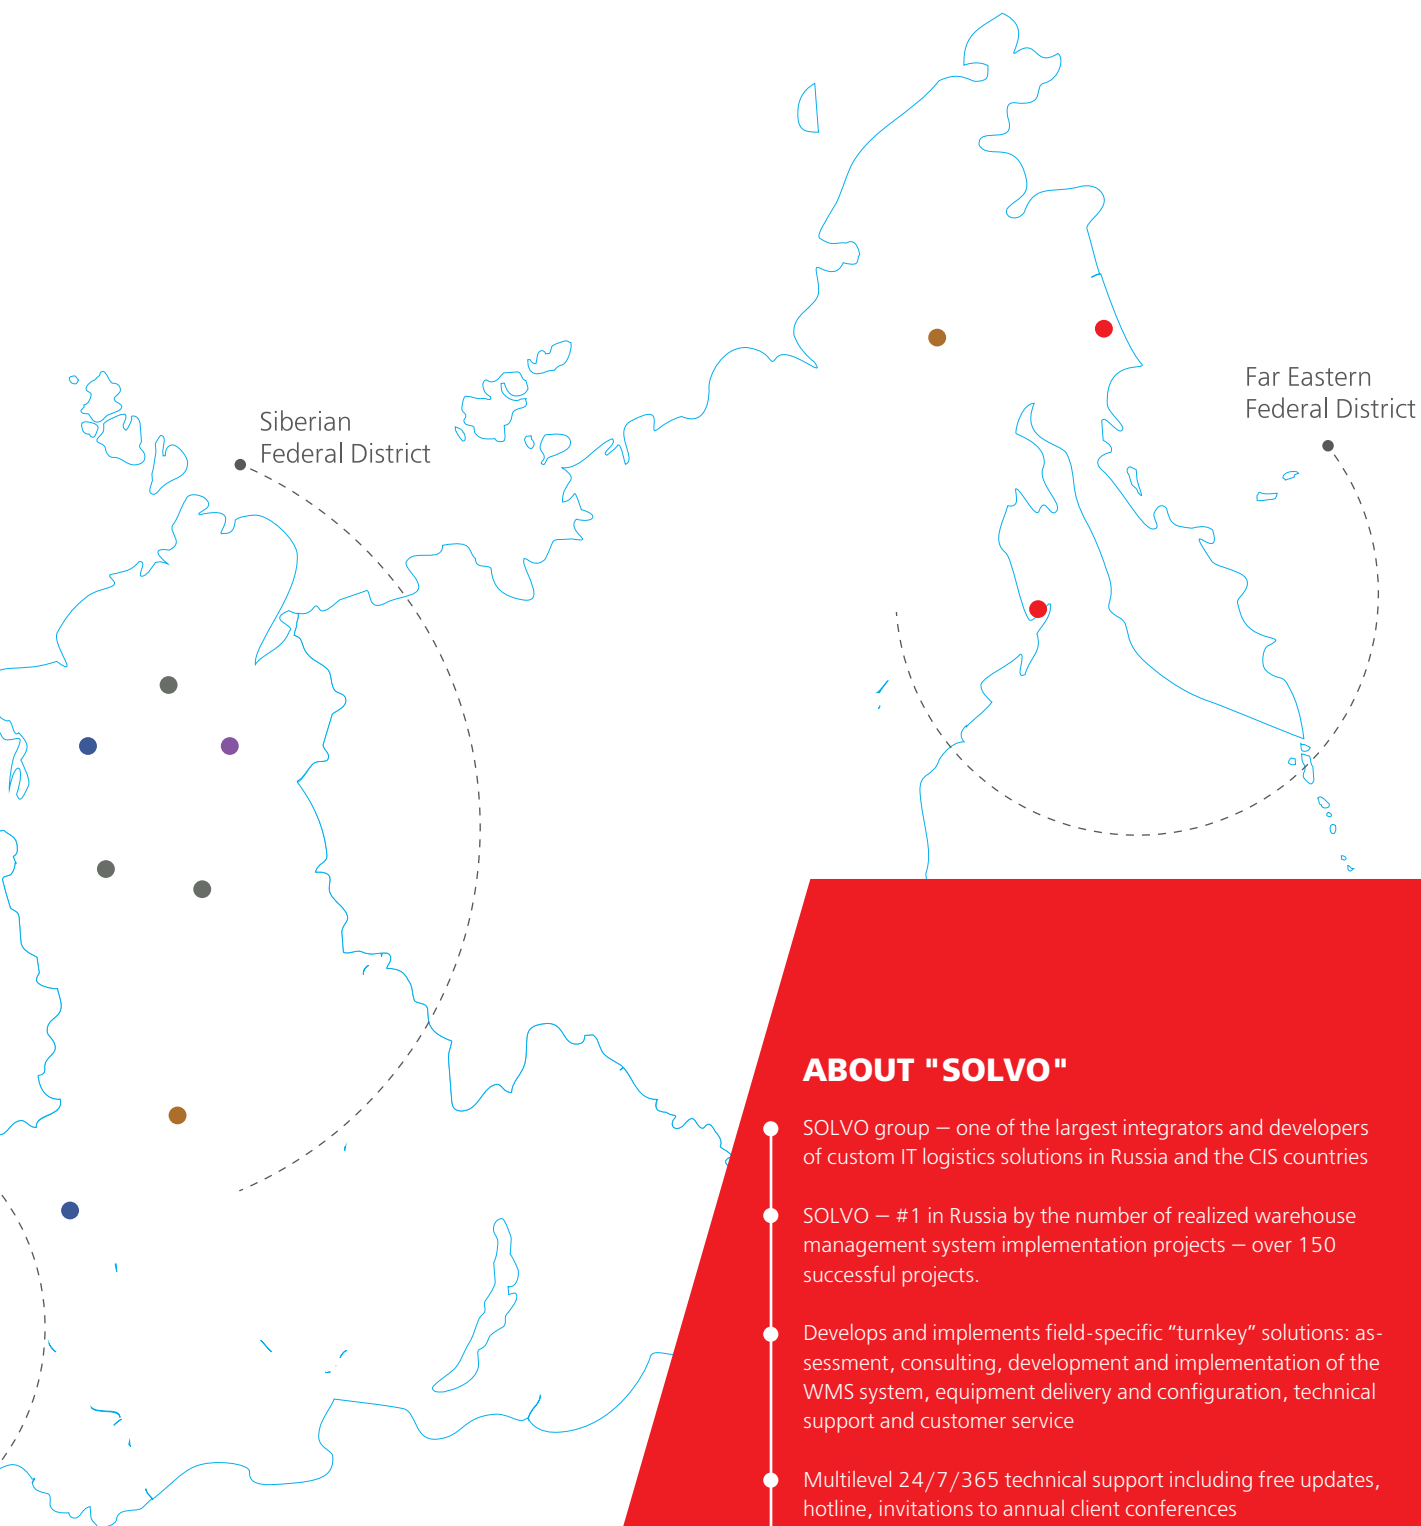 Siberian
Federal District
Far Eastern
Federal District
ABOUT "SOLVO"
SOLVO group — one of the largest integrators and developers
of custom IT logistics solutions in Russia and the CIS countries
SOLVO — #1 in Russia by the number of realized warehouse
management system implementation projects — over 150
successful projects.
Develops and implements field-specific “turnkey” solutions: as-
sessment, consulting, development and implementation of the
WMS system, equipment delivery and configuration, technical
support and customer service
Multilevel 24/7/365 technical support including free updates,
hotline, invitations to annual client conferences